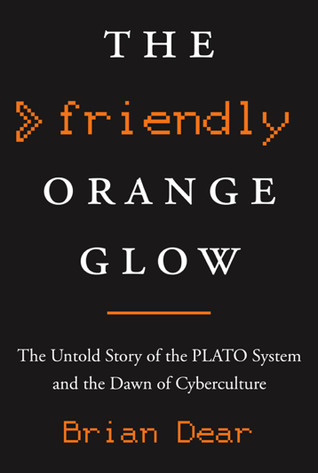 THE
friendly
ORANGE
GLOW
The Untold Story of the PLATO System
and the Dawn of Cyberculture
Brian Dear